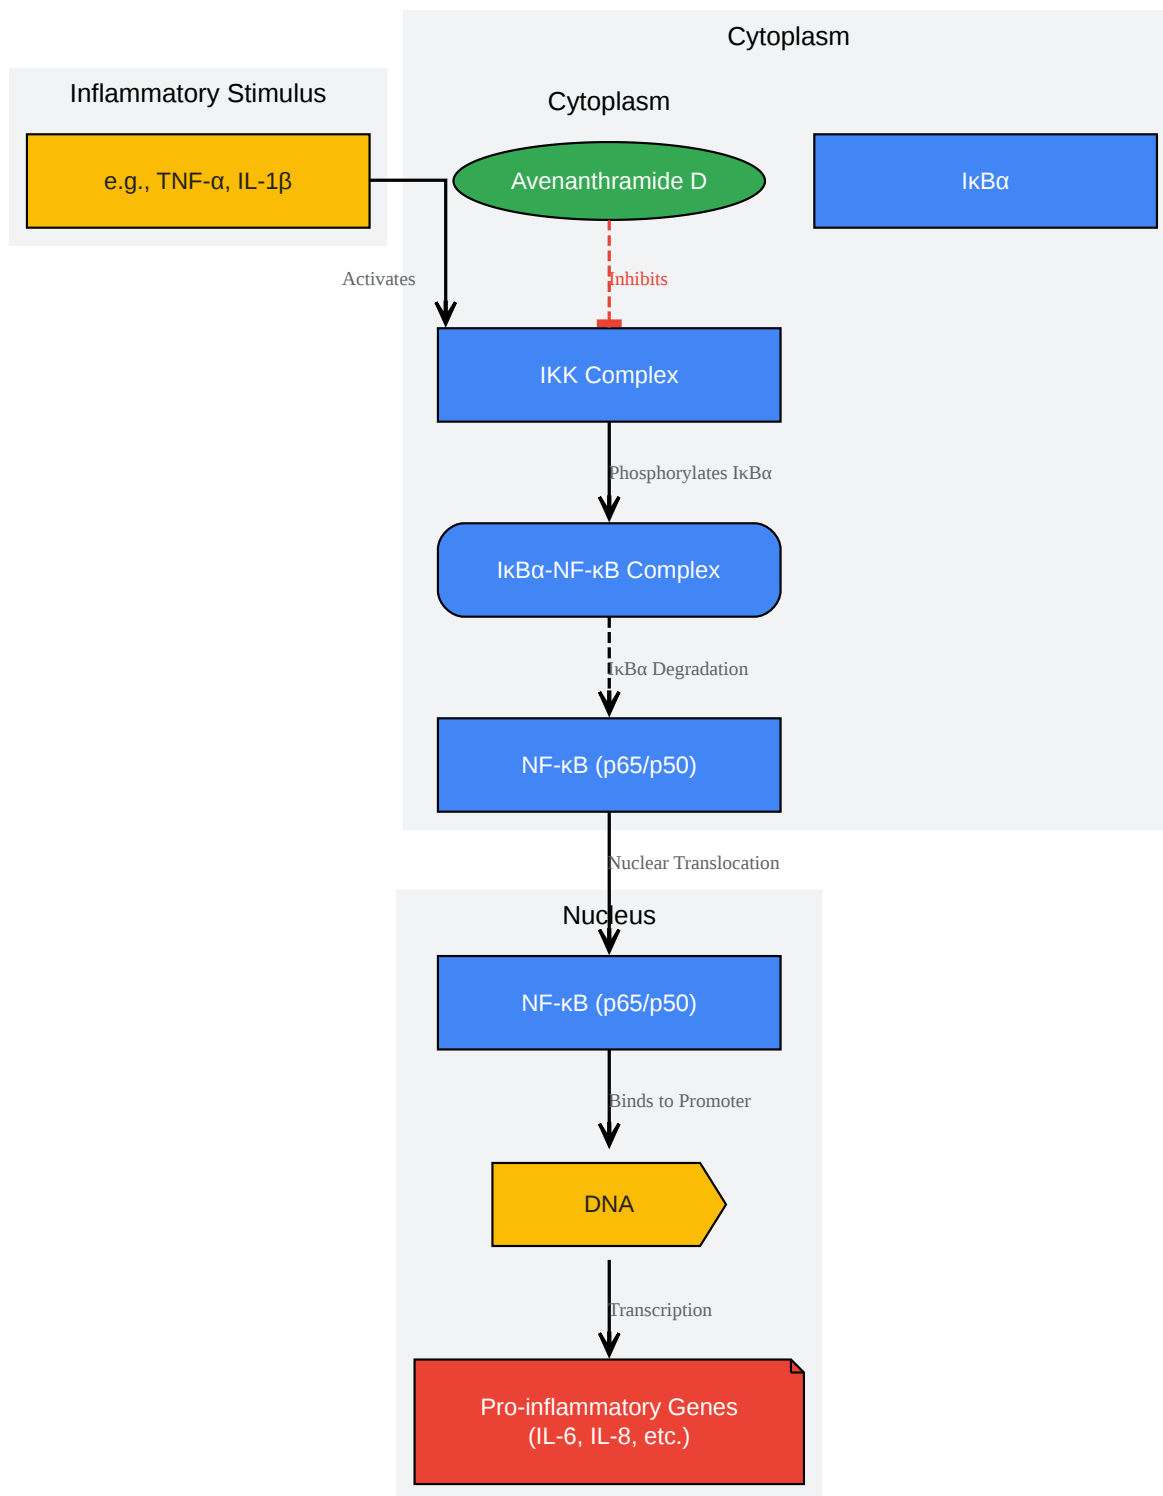 Cytoplasm
Inflammatory Stimulus
Cytoplasm
e.g., TNF-α, IL-1β
Avenanthramide D
IκBα
Activates
Inhibits
IKK Complex
Phosphorylates IκBα
IκBα-NF-κB Complex
IκBα Degradation
NF-κB (p65/p50)
Nuclear Translocation
Nucleus
NF-κB (p65/p50)
Binds to Promoter
DNA
Transcription
Pro-inflammatory Genes
(IL-6, IL-8, etc.)